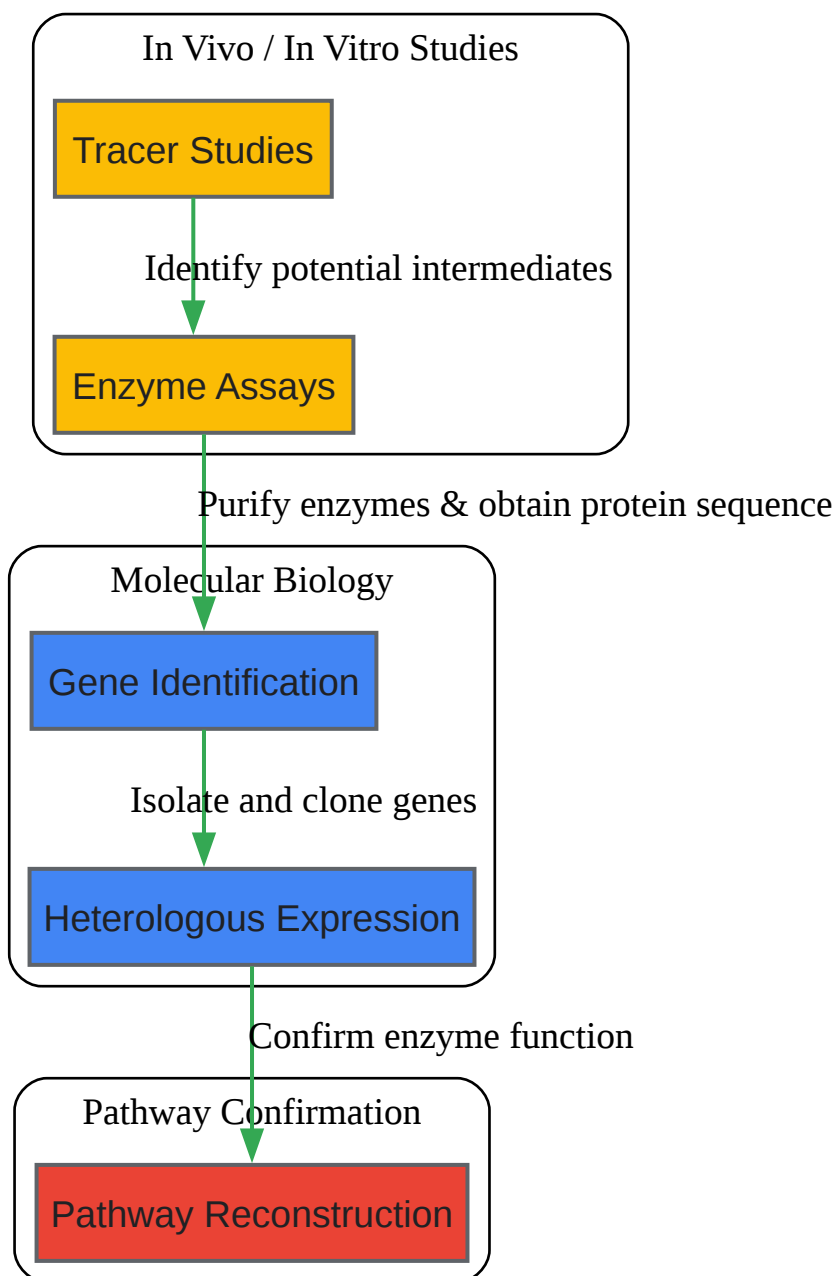 In Vivo / In Vitro Studies
Tracer Studies
Identify potential intermediates
Enzyme Assays
Purify enzymes & obtain protein sequence
Molecular Biology
Gene Identification
Isolate and clone genes
Heterologous Expression
Confirm enzyme function
Pathway Confirmation
Pathway Reconstruction